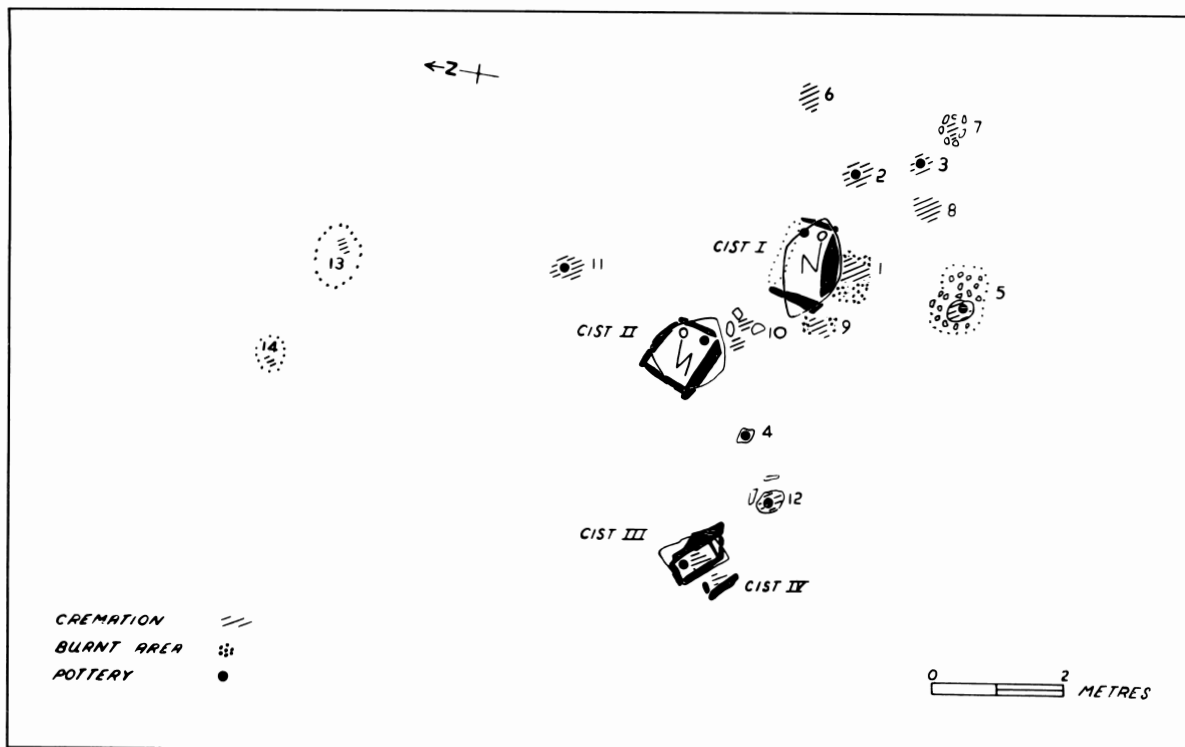 N
6
7
3
2
8
CIST I
13
11
1
5
CIST II
10
9
14
4
12
CIST III
CIST IV
CREMATION
BURNT AREA
POTTERY
0 2
METRES